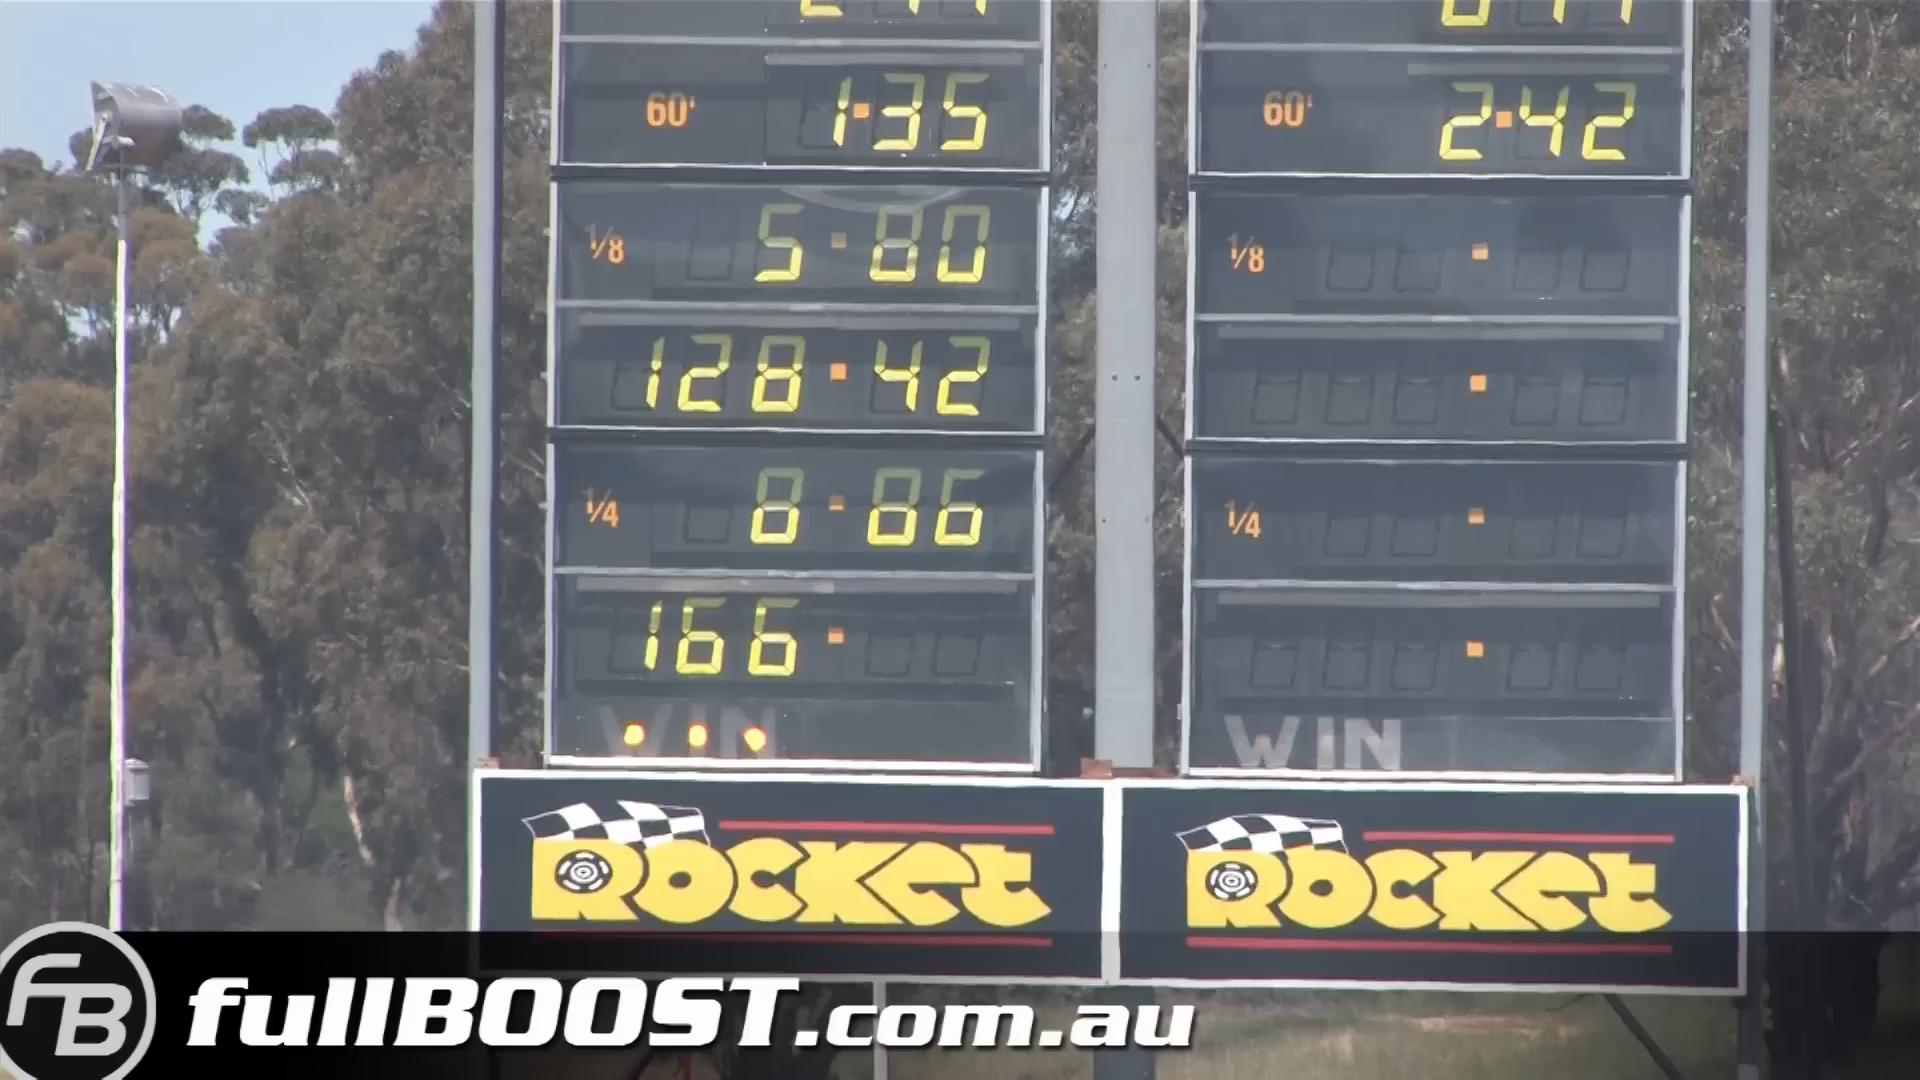 60' 1.35
1/8 5.80
128.42
1/4 8.86
166.
WIN
60' 2.42
1/8 .
.
1/4 .
.
WIN
ROCKET
ROCKET
FB
fullBOOST.com.au